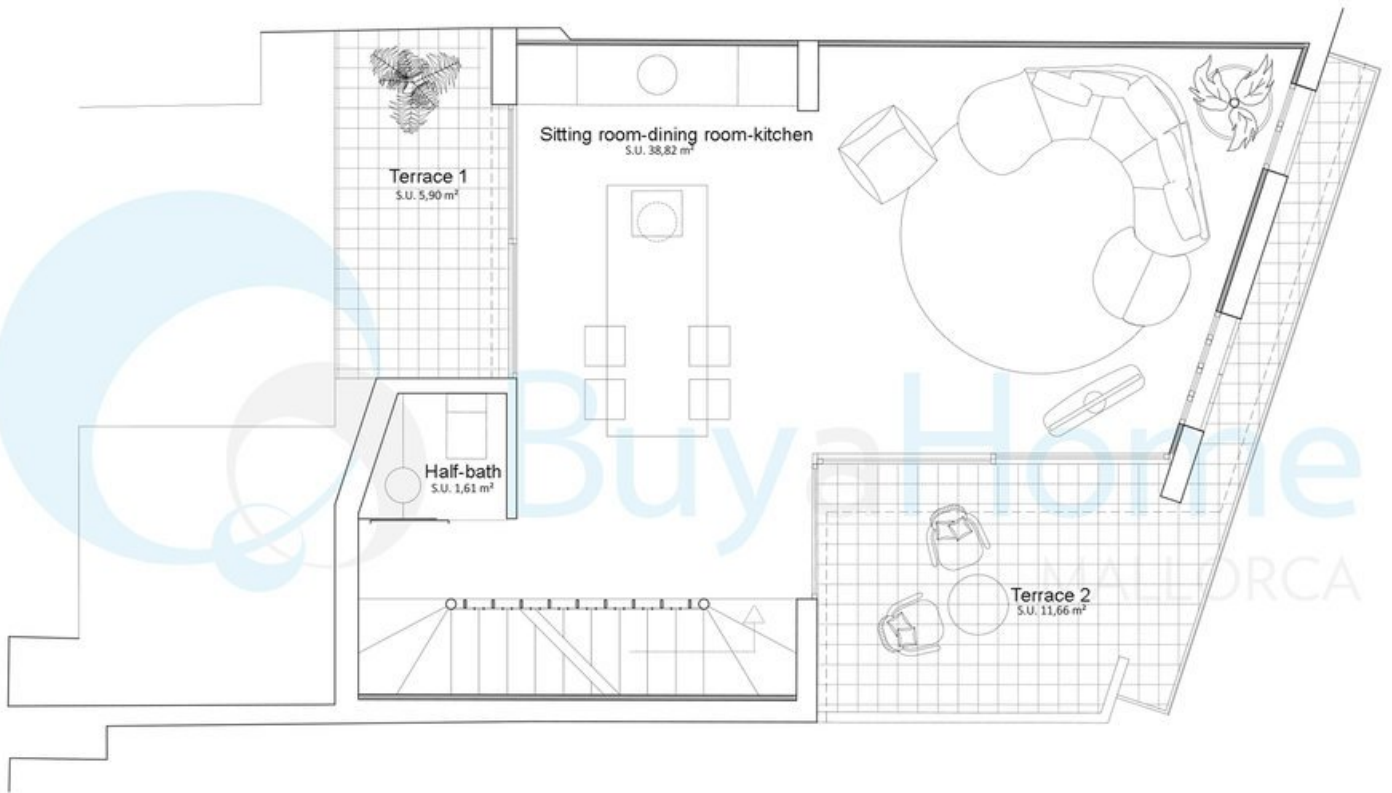 Sitting room-dining room-kitchen
S.U. 38,82 m²
Terrace 1
S.U. 5,90 m²
Half-bath
S.U. 1,61 m²
BuyaHome
MALLORCA
Terrace 2
S.U. 11,66 m²